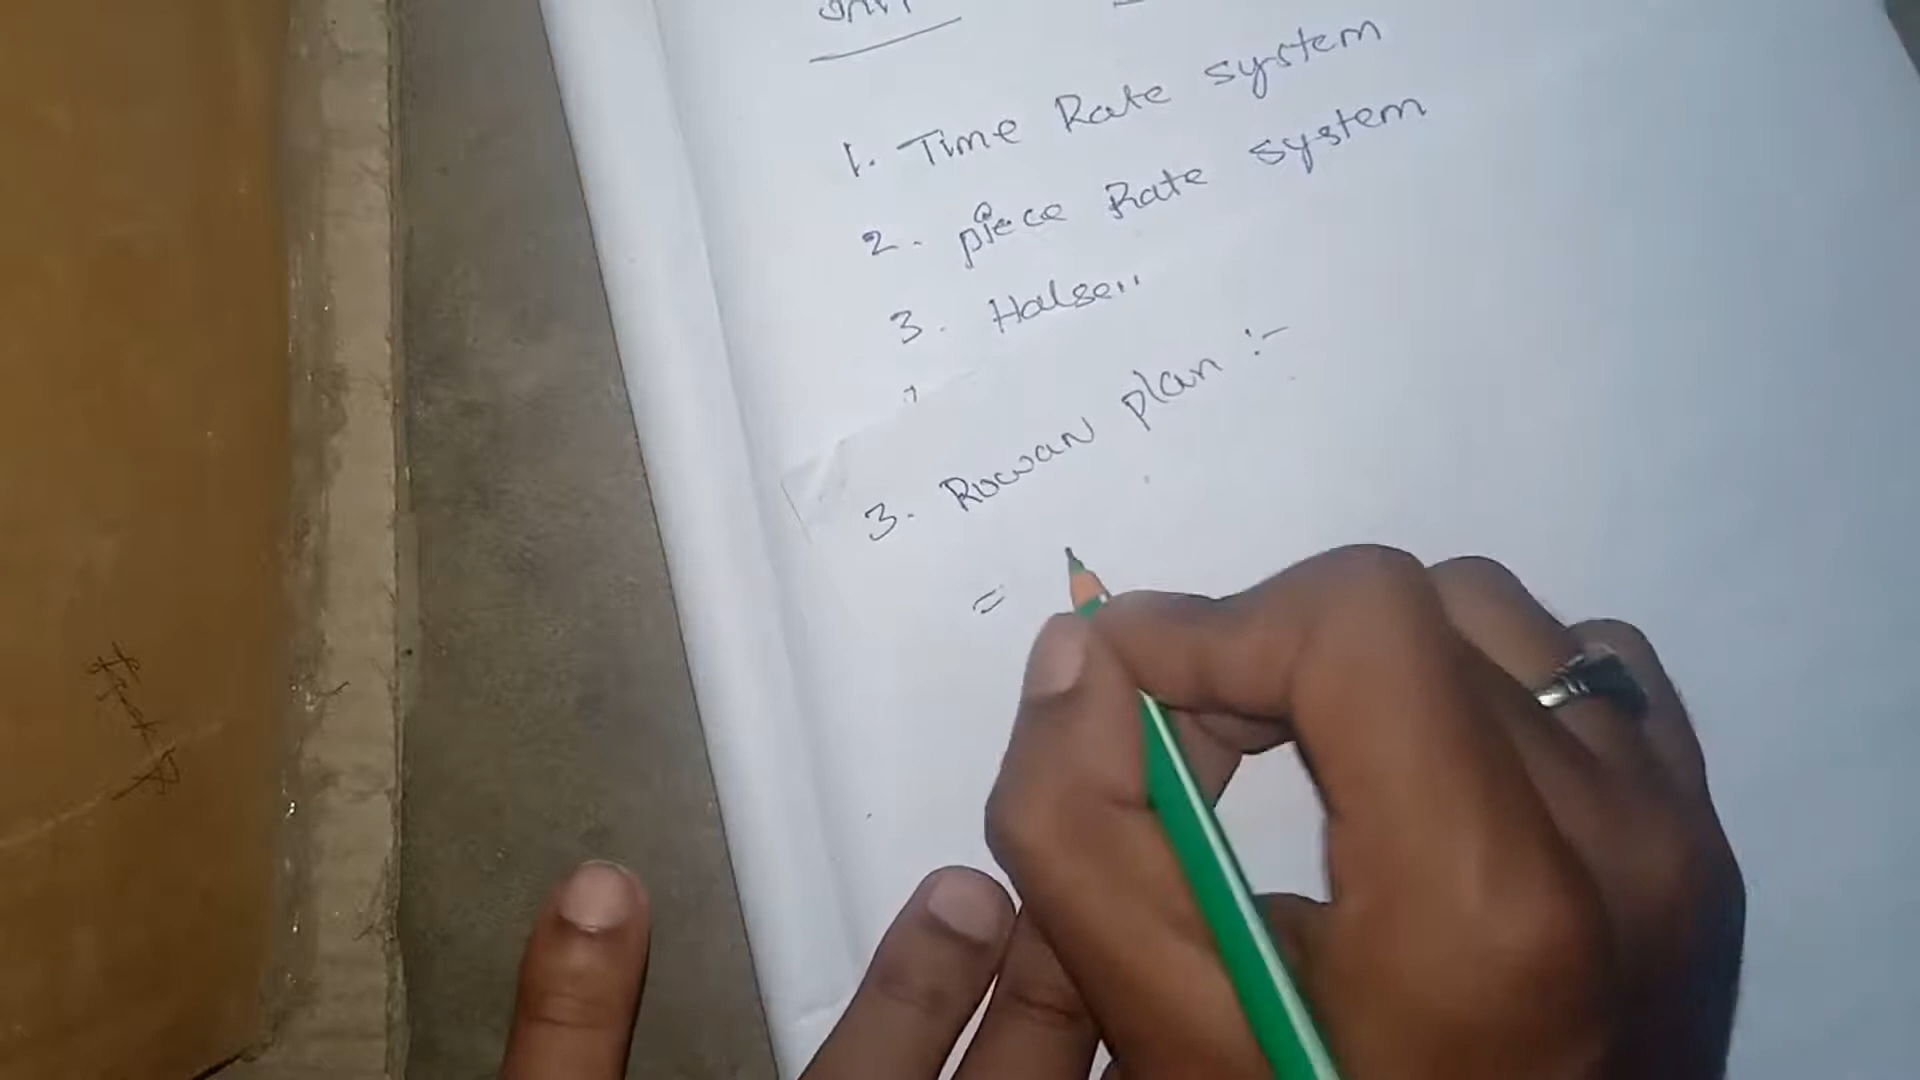 1. Time Rate system
2. piece Rate system
3. Halsen
3. Rowan plan :-
=